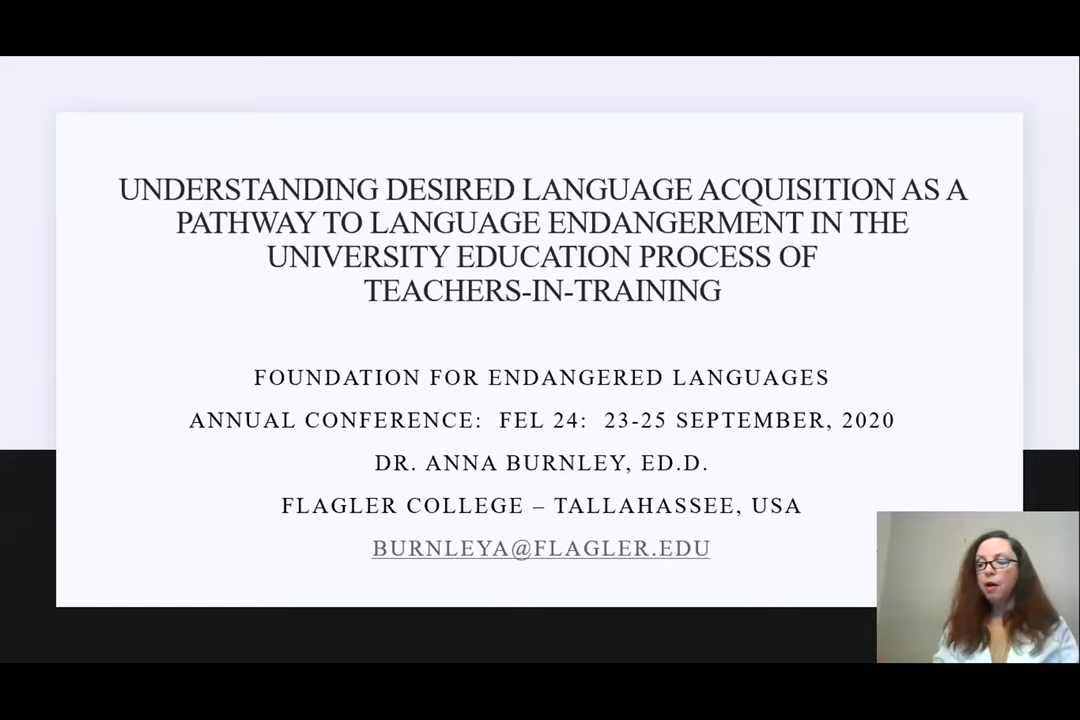 UNDERSTANDING DESIRED LANGUAGE ACQUISITION AS A
PATHWAY TO LANGUAGE ENDANGERMENT IN THE
UNIVERSITY EDUCATION PROCESS OF
TEACHERS-IN-TRAINING
FOUNDATION FOR ENDANGERED LANGUAGES
ANNUAL CONFERENCE: FEL 24: 23-25 SEPTEMBER, 2020
DR. ANNA BURNLEY, ED.D.
FLAGLER COLLEGE – TALLAHASSEE, USA
BURNLEYA@FLAGLER.EDU